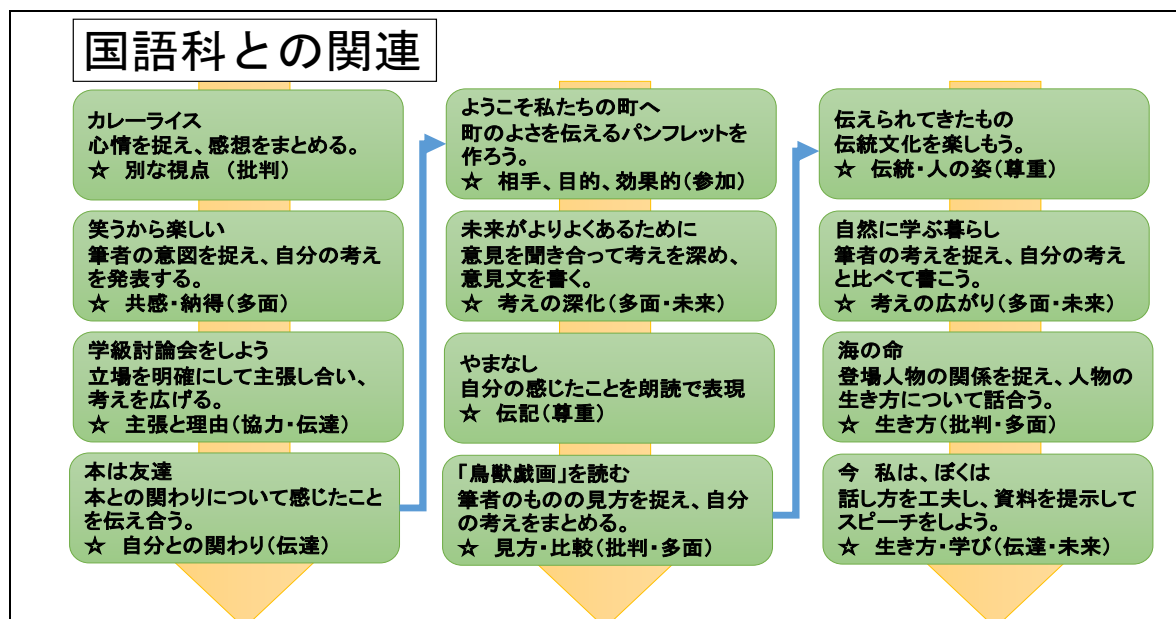 国語科との関連
カレーライス
心情を捉え、感想をまとめる。
☆ 別な視点 (批判)
笑うから楽しい
筆者の意図を捉え、自分の考え
を発表する。
☆ 共感・納得(多面)
学級討論会をしよう
立場を明確にして主張し合い、
考えを広げる。
☆ 主張と理由(協力・伝達)
本は友達
本との関わりについて感じたこと
を伝え合う。
☆ 自分との関わり(伝達)
ようこそ私たちの町へ
町のよさを伝えるパンフレットを
作ろう。
☆ 相手、目的、効果的(参加)
未来がよりよくあるために
意見を聞き合って考えを深め、
意見文を書く。
☆ 考えの深化(多面・未来)
やまなし
自分の感じたことを朗読で表現
☆ 伝記(尊重)
「鳥獣戯画」を読む
筆者のものの見方を捉え、自分
の考えをまとめる。
☆ 見方・比較(批判・多面)
伝えられてきたもの
伝統文化を楽しもう。
☆ 伝統・人の姿(尊重)
自然に学ぶ暮らし
筆者の考えを捉え、自分の考え
と比べて書こう。
☆ 考えの広がり(多面・未来)
海の命
登場人物の関係を捉え、人物の
生き方について話合う。
☆ 生き方(批判・多面)
今 私は、ぼくは
話し方を工夫し、資料を提示して
スピーチをしよう。
☆ 生き方・学び(伝達・未来)